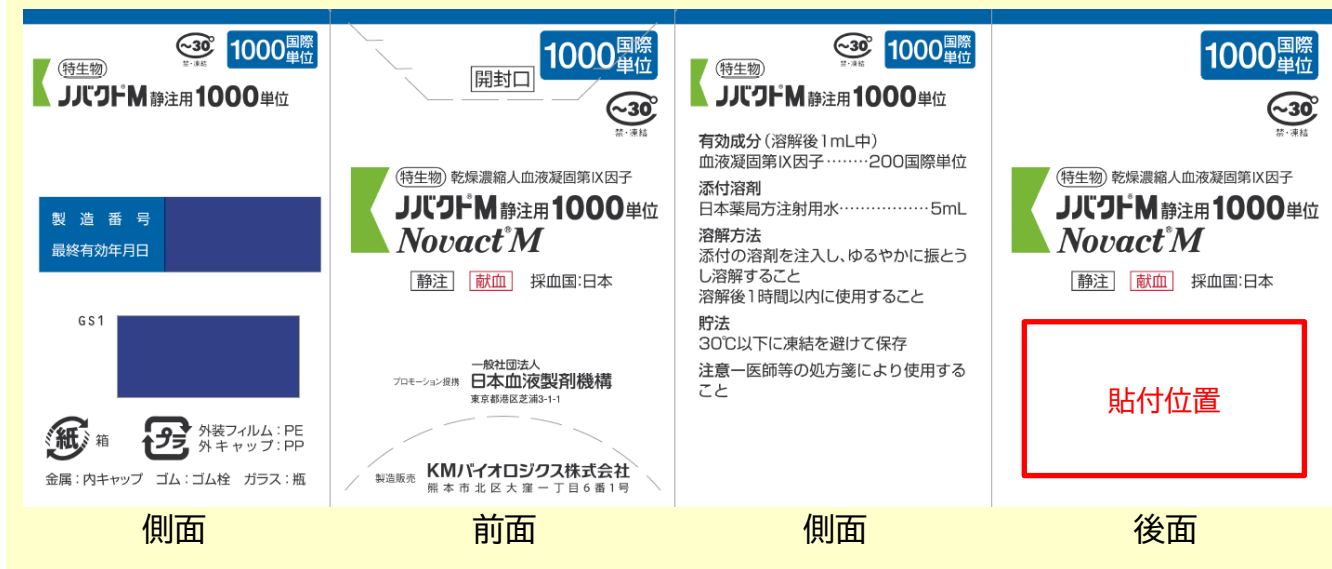 ~30°
禁・凍結
1000国際単位
特生物
ノバクトM静注用1000単位
製造番号
最終有効年月日
GS1
紙 箱
プラ 外装フィルム：PE
外キャップ：PP
金属：内キャップ ゴム：ゴム栓 ガラス：瓶
側面
1000国際単位
開封口
~30°
禁・凍結
特生物 乾燥濃縮人血液凝固第Ⅸ因子
ノバクト®M静注用1000単位
Novact®M
静注 献血 採血国：日本
一般社団法人
プロモーション提携 日本血液製剤機構
東京都港区芝浦3-1-1
製造販売 KMバイオロジクス株式会社
熊本市北区大窪一丁目6番1号
前面
~30°
禁・凍結
1000国際単位
特生物
ノバクトM静注用1000単位
有効成分（溶解後1mL中）
血液凝固第Ⅸ因子………200国際単位
添付溶剤
日本薬局方注射用水………………5mL
溶解方法
添付の溶剤を注入し、ゆるやかに振とう
し溶解すること
溶解後1時間以内に使用すること
貯法
30℃以下に凍結を避けて保存
注意－医師等の処方箋により使用する
こと
側面
1000国際単位
~30°
禁・凍結
特生物 乾燥濃縮人血液凝固第Ⅸ因子
ノバクト®M静注用1000単位
Novact®M
静注 献血 採血国：日本
貼付位置
後面